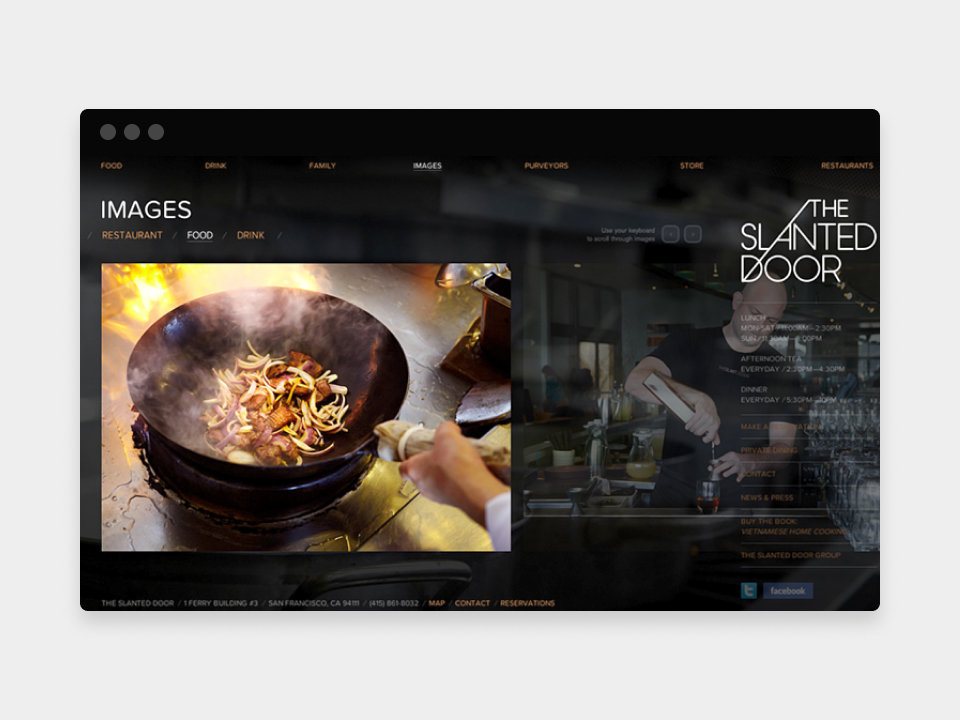 FOOD DRINK FAMILY IMAGES PURVEYORS STORE RESTAURANTS
IMAGES
/ RESTAURANT / FOOD / DRINK /
Use your keyboard
to scroll through images
THE
SLANTED
DOOR
LUNCH
MON-SAT / 11:00AM—2:30PM
SUN / 11:30AM—3:00PM
AFTERNOON TEA
EVERYDAY / 2:30PM—4:30PM
DINNER
EVERYDAY / 5:30PM—10PM
MAKE A RESERVATION
PRIVATE DINING
CONTACT
NEWS & PRESS
BUY THE BOOK:
VIETNAMESE HOME COOKING
THE SLANTED DOOR GROUP
facebook
THE SLANTED DOOR / 1 FERRY BUILDING #3 / SAN FRANCISCO, CA 94111 / (415) 861-8032 / MAP / CONTACT / RESERVATIONS